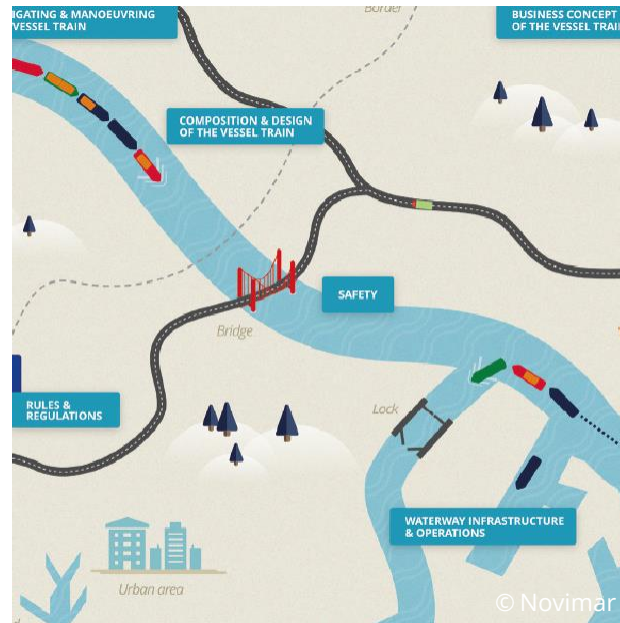 Border
IGATING & MANOEUVRING
VESSEL TRAIN
BUSINESS CONCEPT
OF THE VESSEL TRAI
COMPOSITION & DESIGN
OF THE VESSEL TRAIN
SAFETY
Bridge
RULES &
REGULATIONS
Lock
WATERWAY INFRASTRUCTURE
& OPERATIONS
Urban area
© Novimar